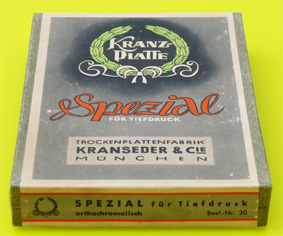 KRANZ-
PLATTE
Spezial
FÜR TIEFDRUCK
TROCKENPLATTENFABRIK
KRANSEDER & CIE
MÜNCHEN
SPEZIAL für Tiefdruck
orthochromatisch Best.-Nr. 30